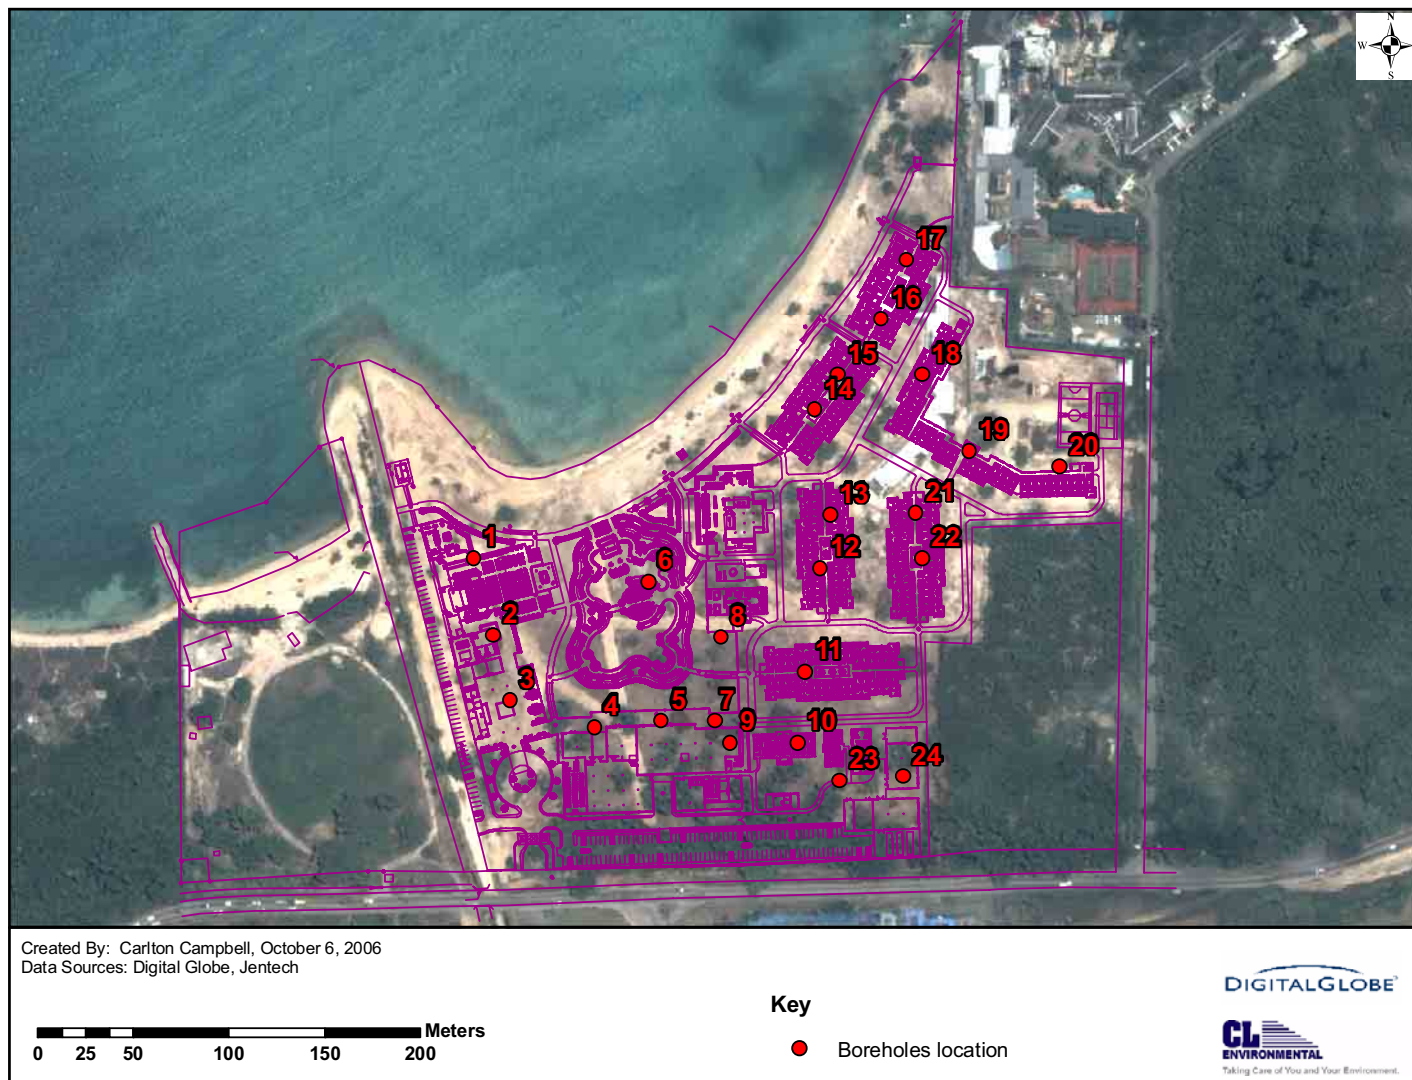 N
W
S
17
16
15
18
14
19
20
13
21
1
12
22
6
2
8
11
3
4
5
7
9
10
23
24
Created By: Carlton Campbell, October 6, 2006
Data Sources: Digital Globe, Jentech
Meters
0 25 50 100 150 200
Key
Boreholes location
DIGITALGLOBE
CL
ENVIRONMENTAL
Taking Care of You and Your Environment.